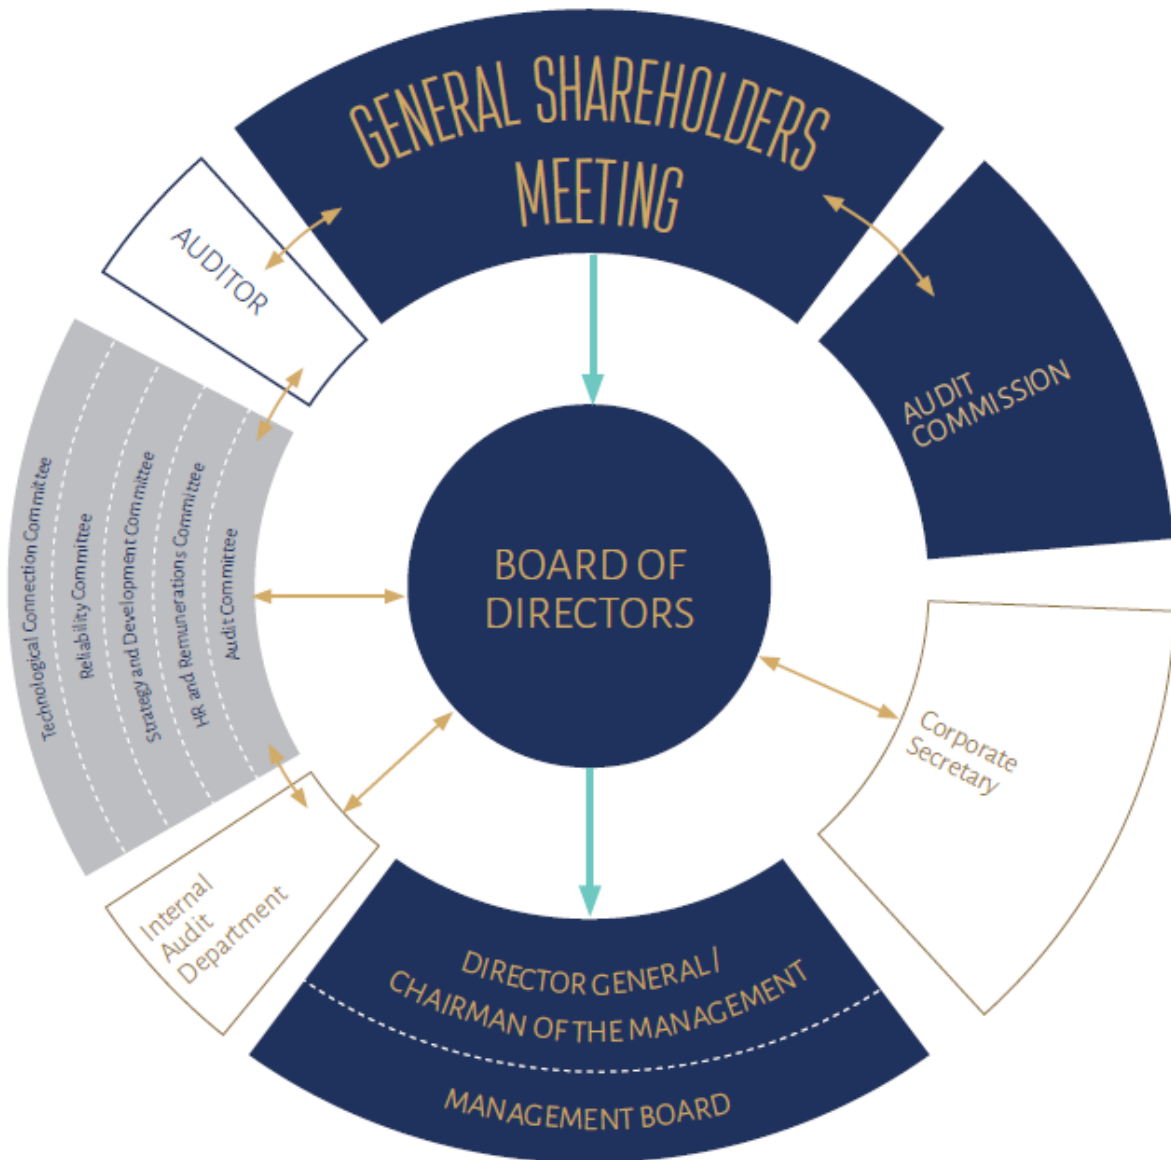 GENERAL SHAREHOLDERS
MEETING
AUDITOR
AUDIT
COMMISSION
Technological Connection Committee
Reliability Committee
Strategy and Development Committee
HR and Remunerations Committee
Audit Committee
BOARD OF
DIRECTORS
Corporate
Secretary
Internal
Audit
Department
DIRECTOR GENERAL /
CHAIRMAN OF THE MANAGEMENT
MANAGEMENT BOARD